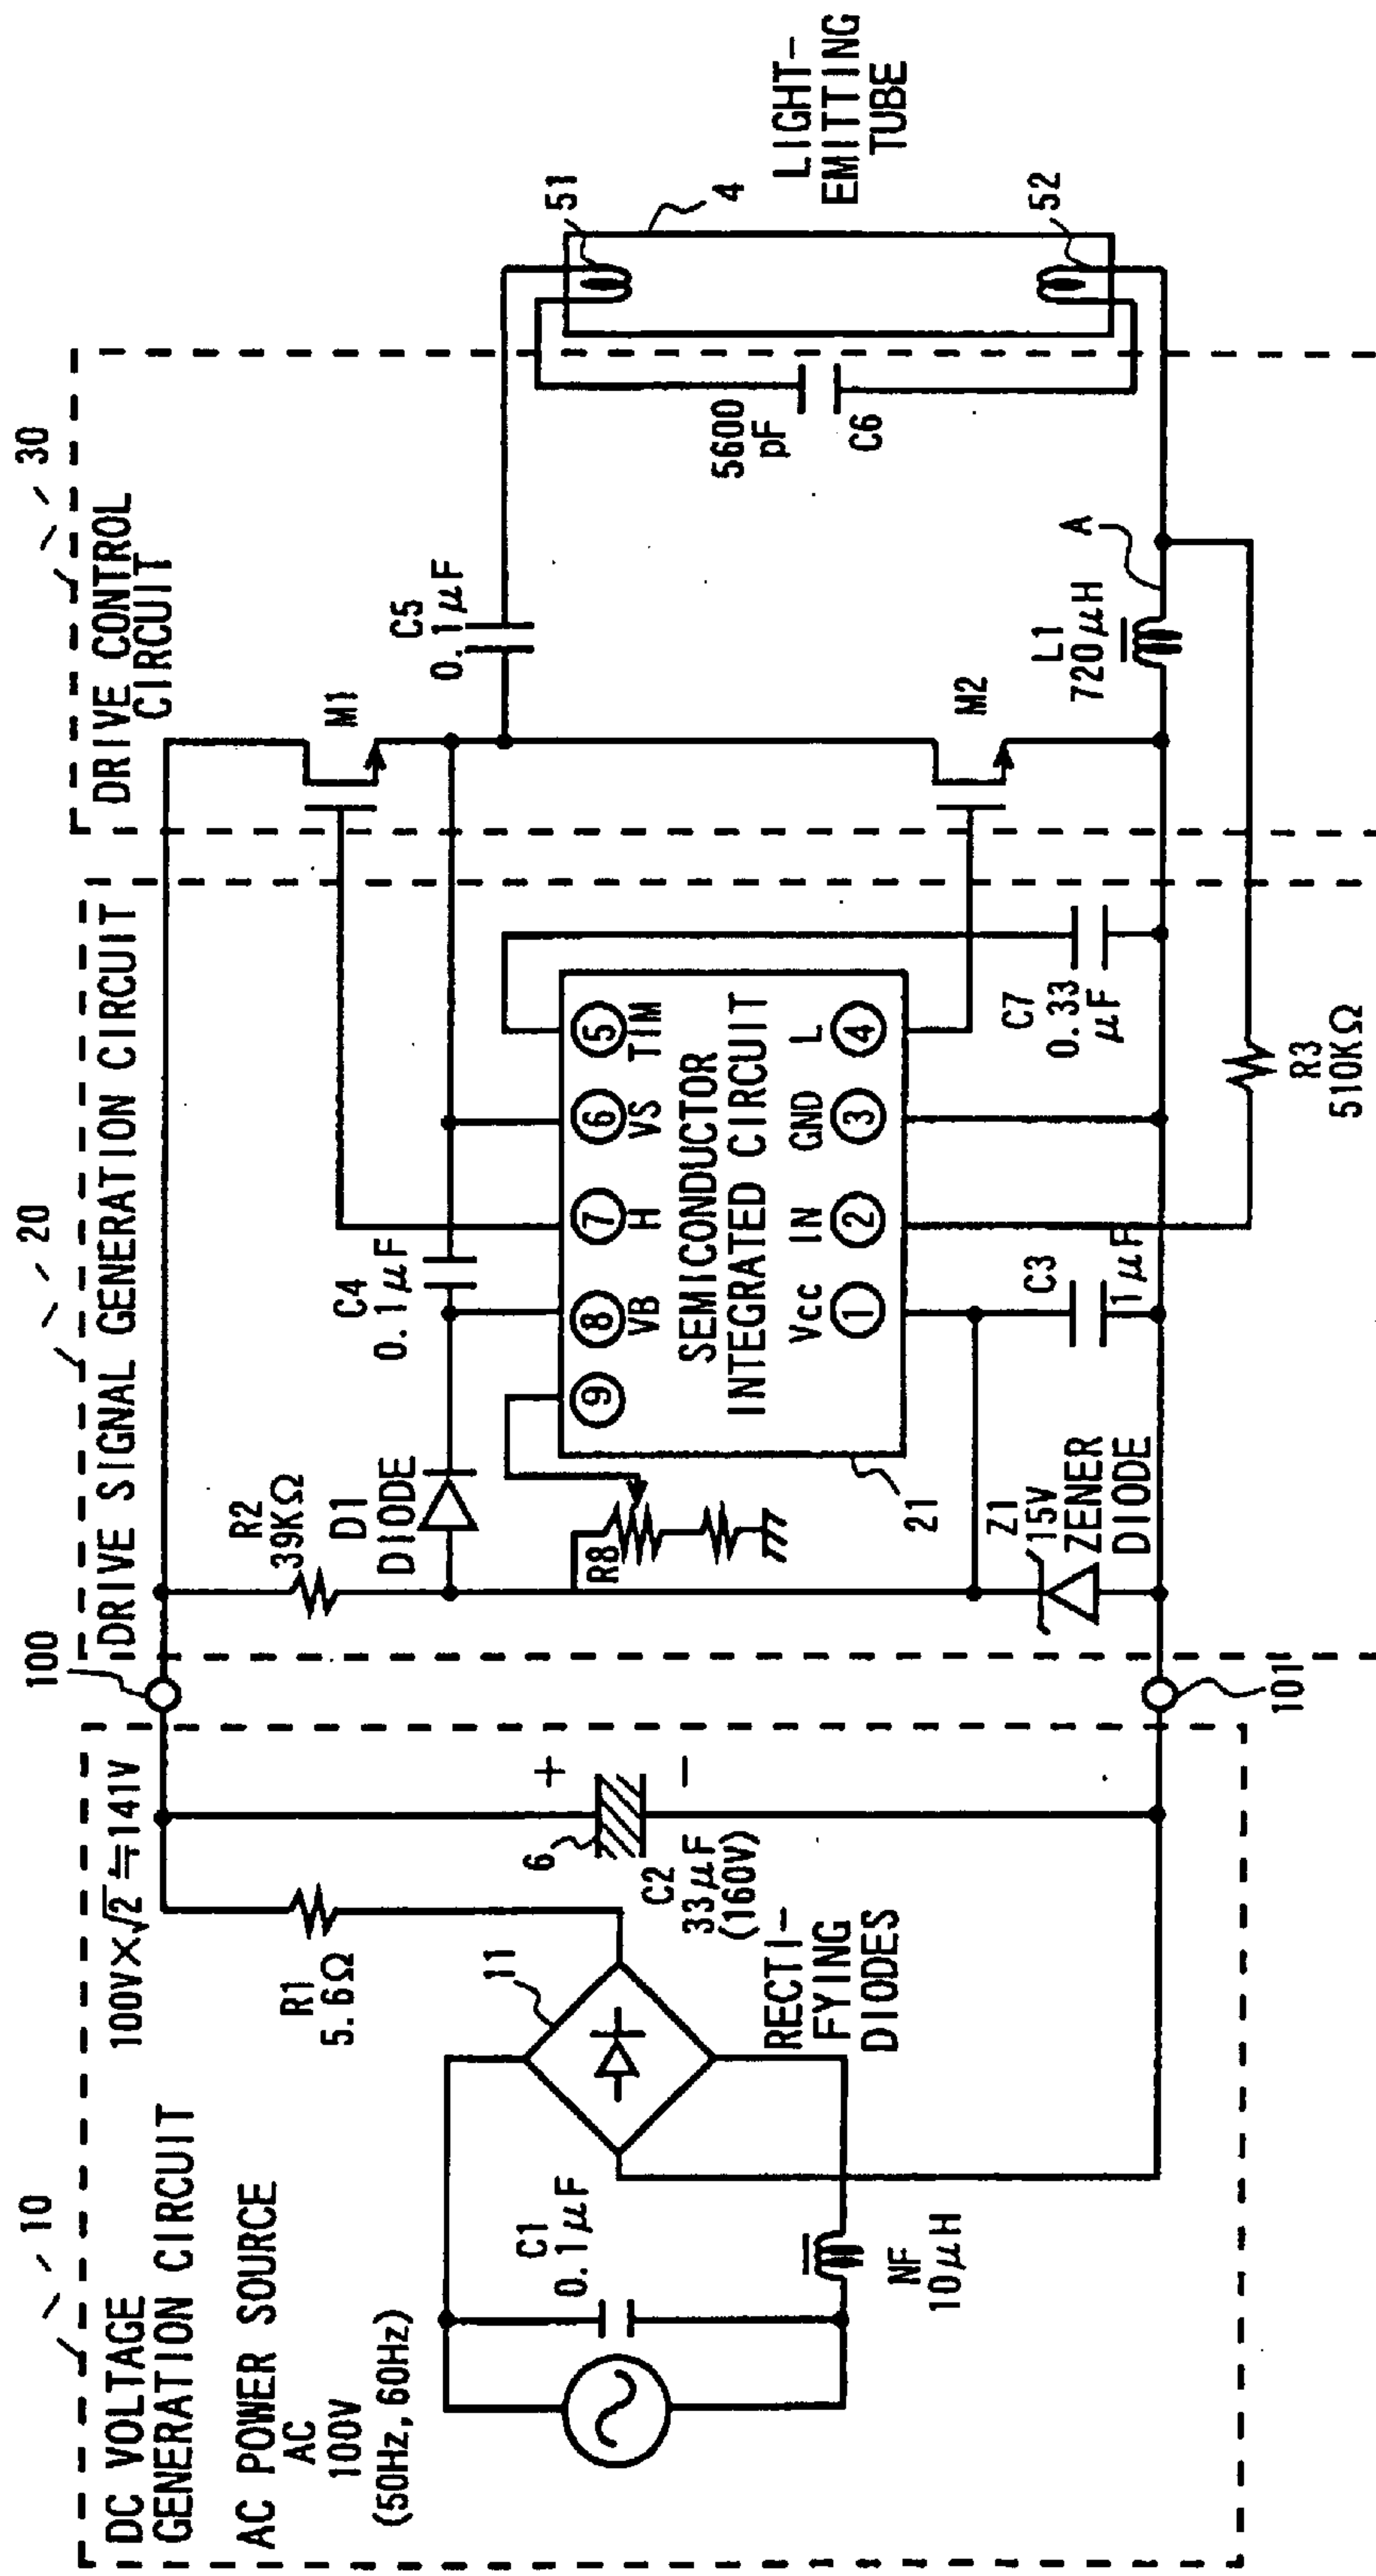 10
DC VOLTAGE
GENERATION CIRCUIT
100V×√2≒141V
AC POWER SOURCE
AC
100V
(50Hz, 60Hz)
C1
0.1μF
NF
10μH
11
RECTI-
FYING
DIODES
R1
5.6Ω
6
+
−
C2
33μF
(160V)
100
101
20
DRIVE SIGNAL GENERATION CIRCUIT
R2
39KΩ
D1
DIODE
R8
Z1
15V
ZENER
DIODE
C4
0.1μF
9
8
VB
7
H
6
VS
5
TIM
SEMICONDUCTOR
INTEGRATED CIRCUIT
Vcc
1
IN
2
GND
3
L
4
21
C3
1μF
C7
0.33
μF
R3
510KΩ
30
DRIVE CONTROL
CIRCUIT
M1
M2
C5
0.1μF
L1
720μH
A
5600
pF
C6
51
4
52
LIGHT-
EMITTING
TUBE